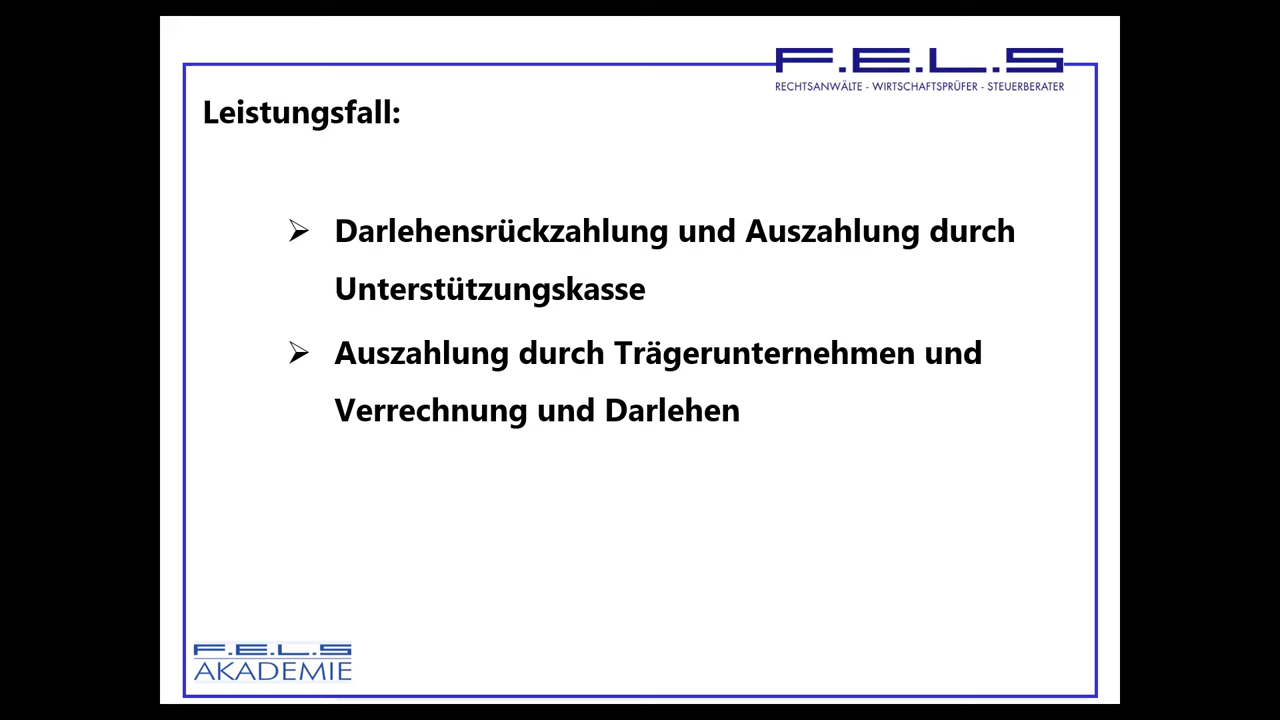 F.E.L.S
RECHTSANWÄLTE - WIRTSCHAFTSPRÜFER - STEUERBERATER
Leistungsfall:
➢ Darlehensrückzahlung und Auszahlung durch
Unterstützungskasse
➢ Auszahlung durch Trägerunternehmen und
Verrechnung und Darlehen
F.E.L.S
AKADEMIE